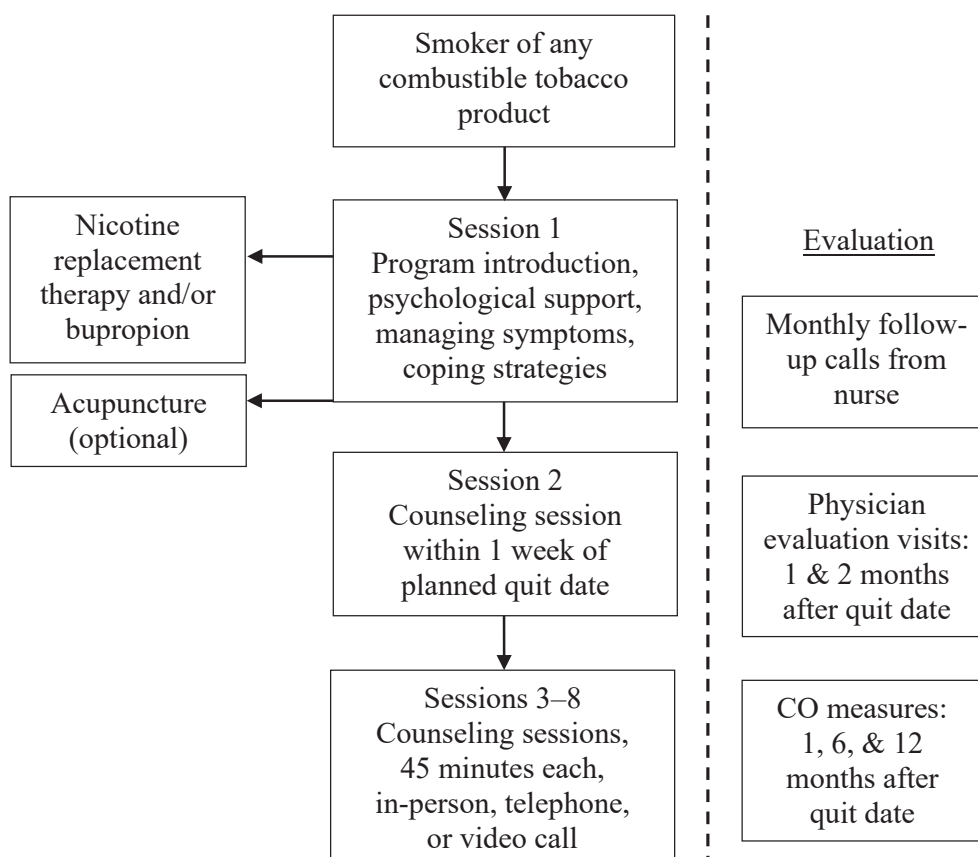 Smoker of any
combustible tobacco
product
Nicotine
replacement
therapy and/or
bupropion
Session 1
Program introduction,
psychological support,
managing symptoms,
coping strategies
Acupuncture
(optional)
Session 2
Counseling session
within 1 week of
planned quit date
Sessions 3–8
Counseling sessions,
45 minutes each,
in-person, telephone,
or video call
Evaluation
Monthly follow-
up calls from
nurse
Physician
evaluation visits:
1 & 2 months
after quit date
CO measures:
1, 6, & 12
months after
quit date